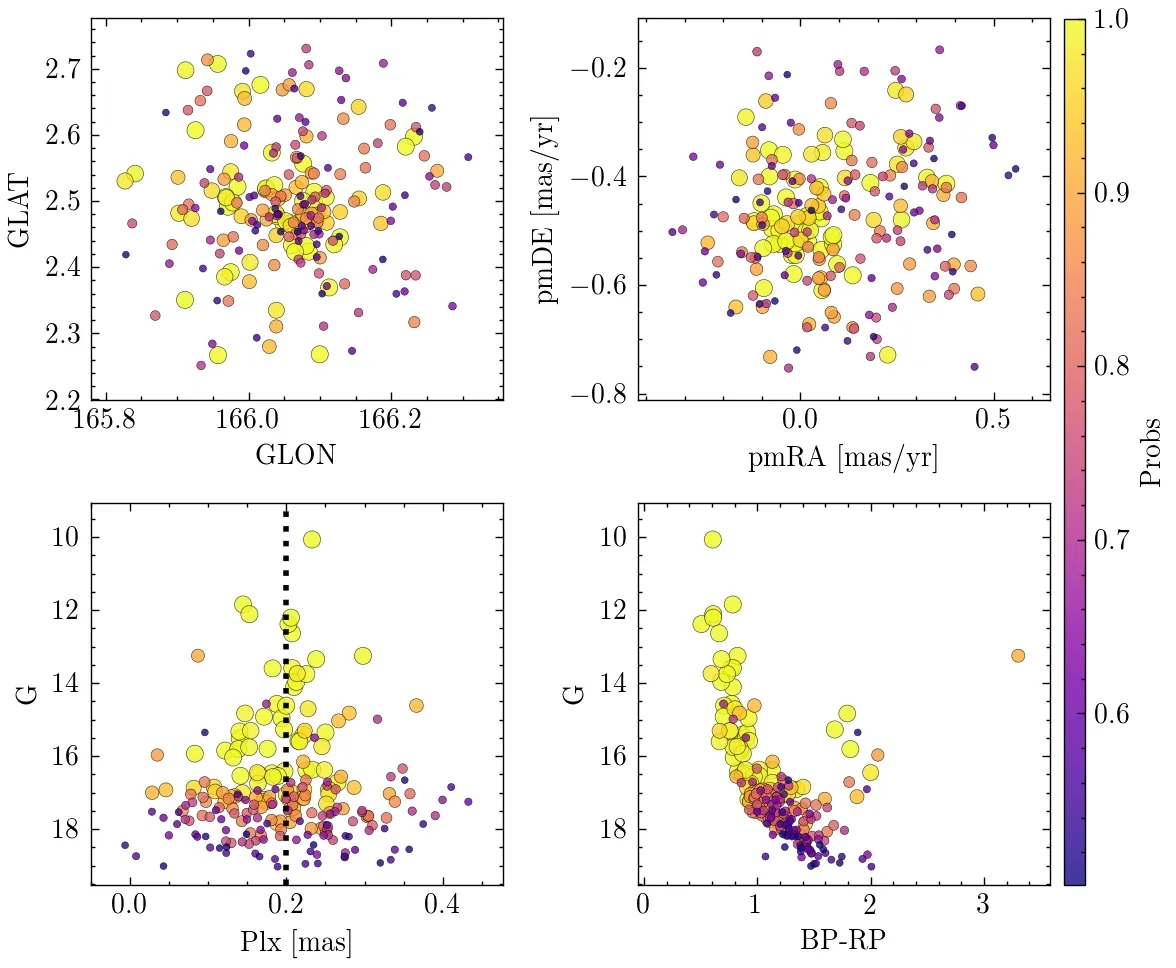 2.7
2.6
2.5
2.4
2.3
2.2
GLAT
165.8 166.0 166.2
GLON
−0.2
−0.4
−0.6
−0.8
pmDE [mas/yr]
0.0 0.5
pmRA [mas/yr]
10
12
14
16
18
G
0.0 0.2 0.4
Plx [mas]
10
12
14
16
18
G
0 1 2 3
BP-RP
1.0
0.9
0.8
0.7
0.6
Probs